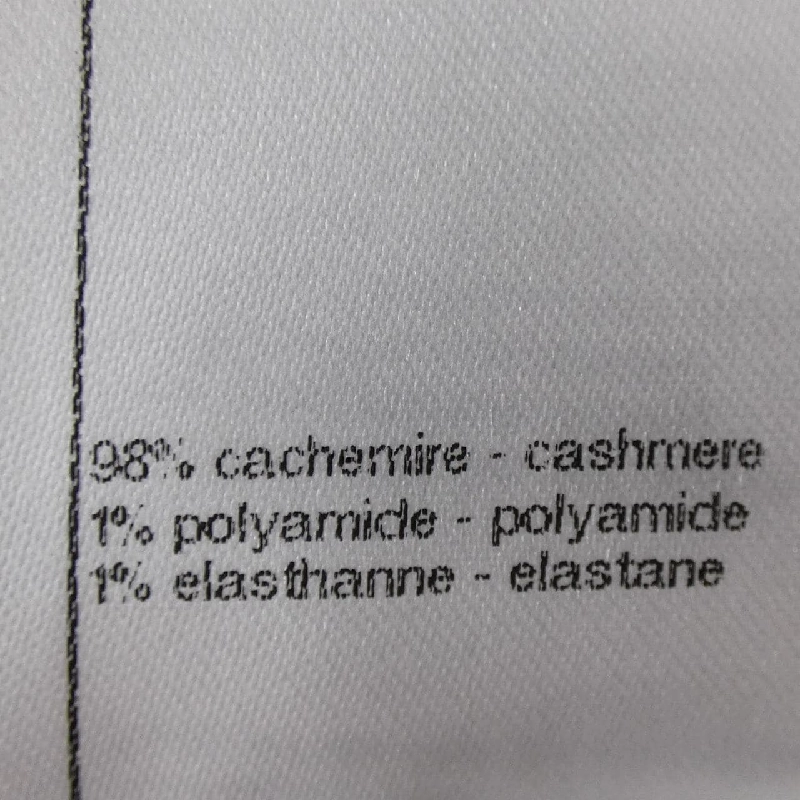 98% cachemire - cashmere
1% polyamide - polyamide
1% elasthanne - elastane